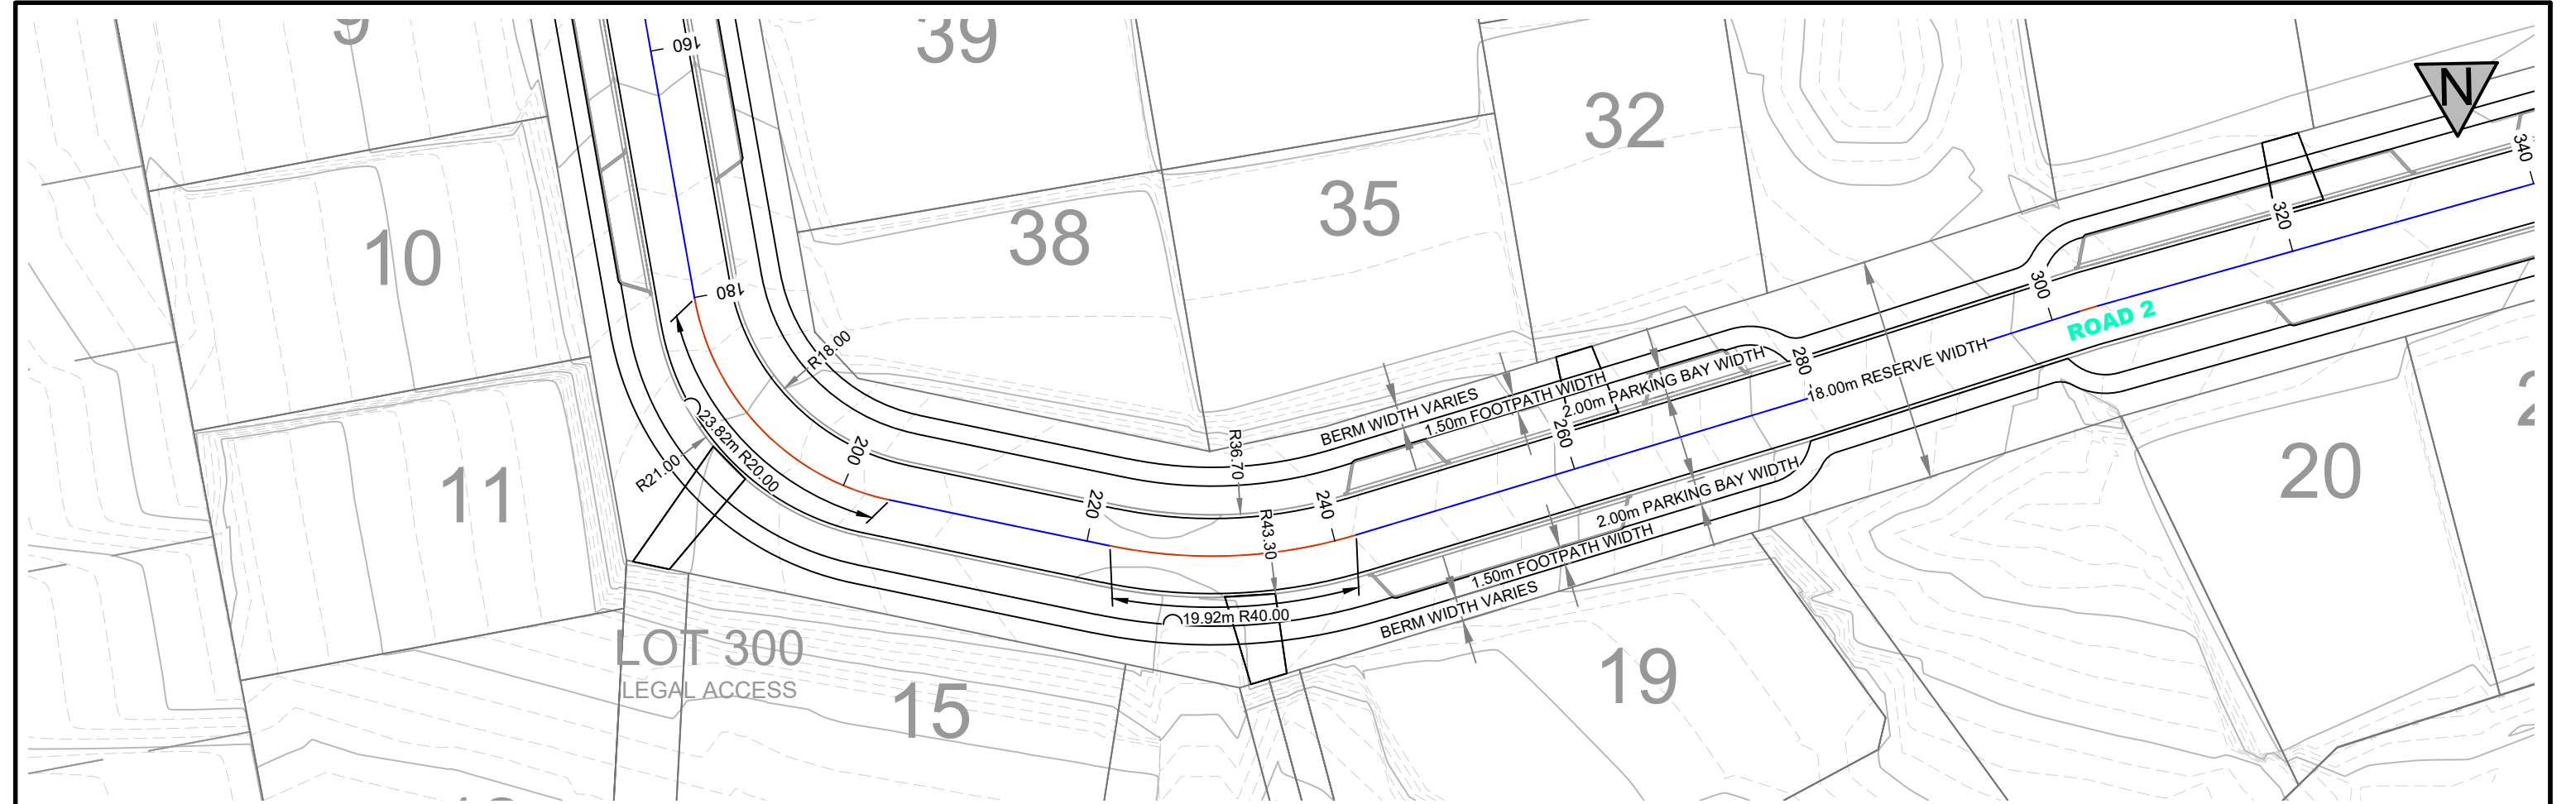 9
39
160
N
32
340
35
320
10
38
180
300
ROAD 2
R18.00
280
18.00m RESERVE WIDTH
2.00m PARKING BAY WIDTH
1.50m FOOTPATH WIDTH
BERM WIDTH VARIES
260
200
R36.70
23.82m R20.00
R21.00
11
20
2.00m PARKING BAY WIDTH
220
240
R43.30
1.50m FOOTPATH WIDTH
BERM WIDTH VARIES
19.92m R40.00
LOT 300
LEGAL ACCESS
15
19